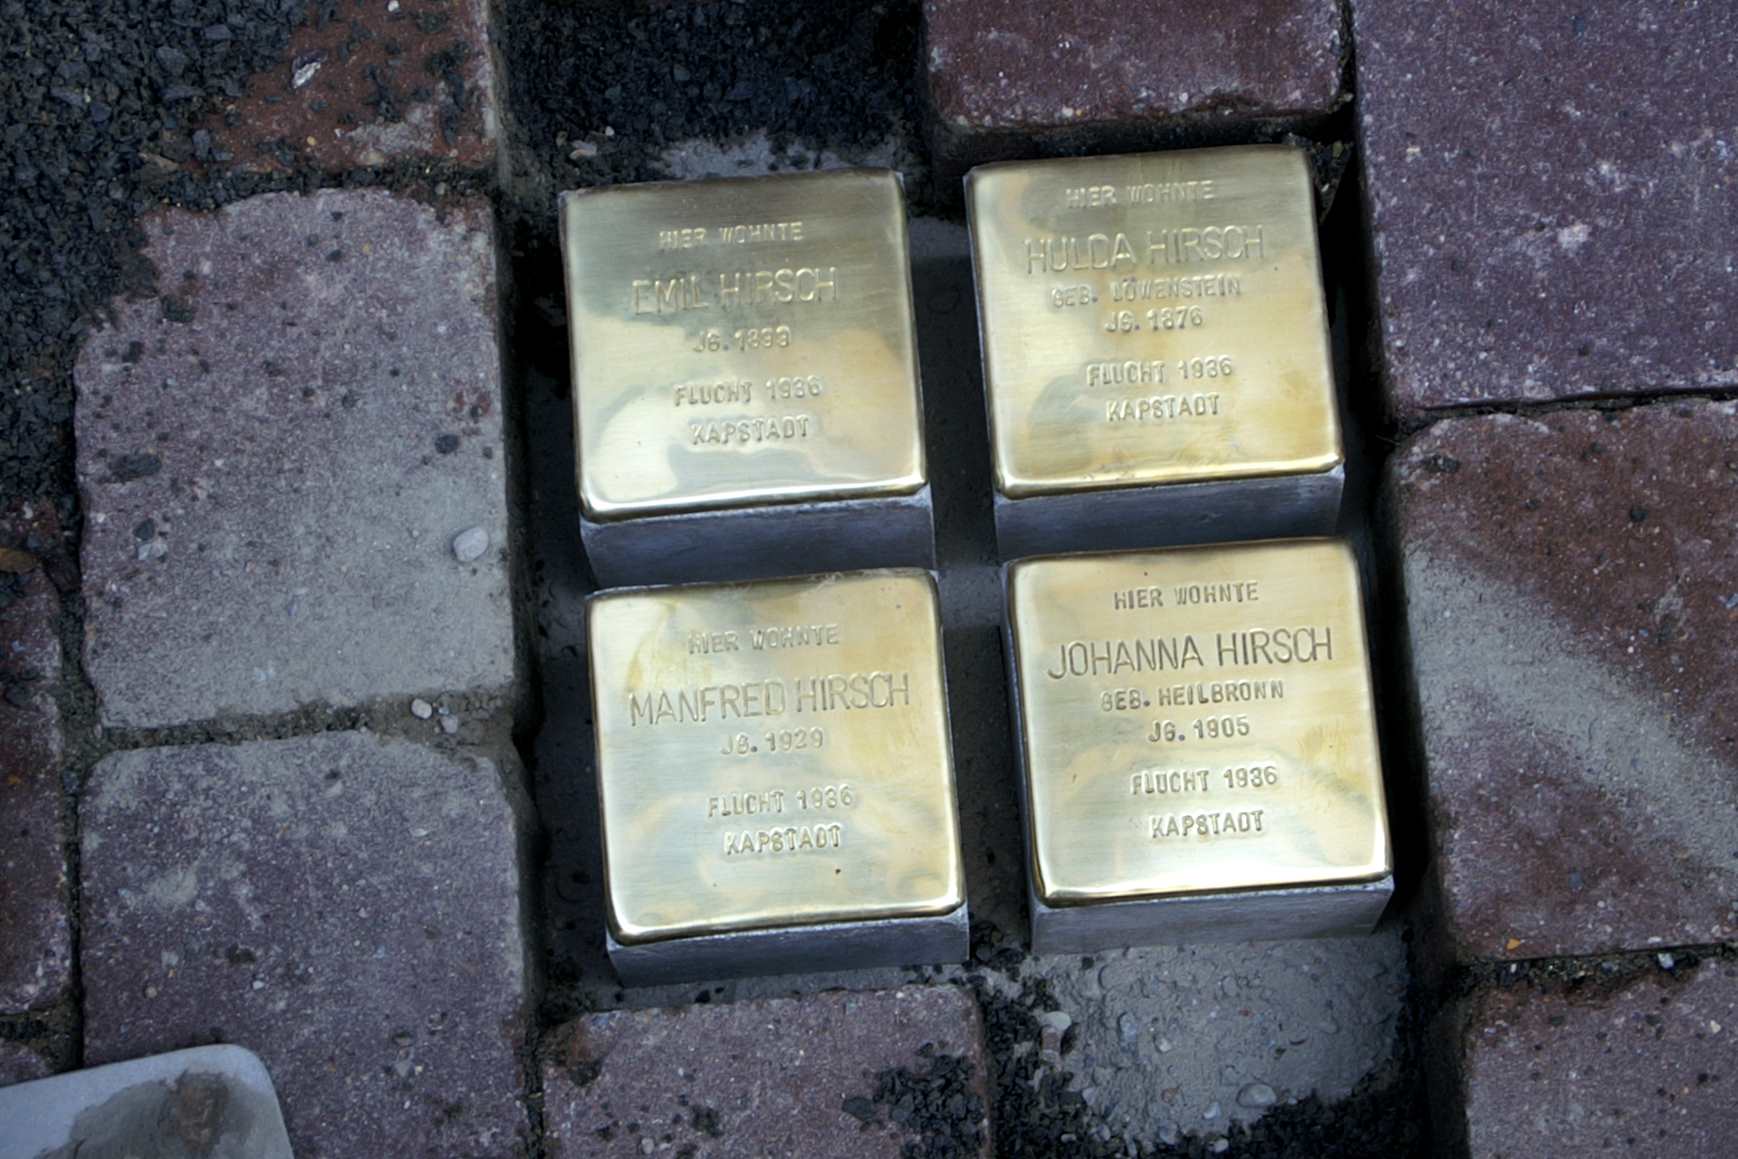 HIER WOHNTE
EMIL HIRSCH
JG. 1899
FLUCHT 1936
KAPSTADT
HIER WOHNTE
HULDA HIRSCH
GEB. LÖWENSTEIN
JG. 1876
FLUCHT 1936
KAPSTADT
HIER WOHNTE
MANFRED HIRSCH
JG. 1929
FLUCHT 1936
KAPSTADT
HIER WOHNTE
JOHANNA HIRSCH
GEB. HEILBRONN
JG. 1905
FLUCHT 1936
KAPSTADT